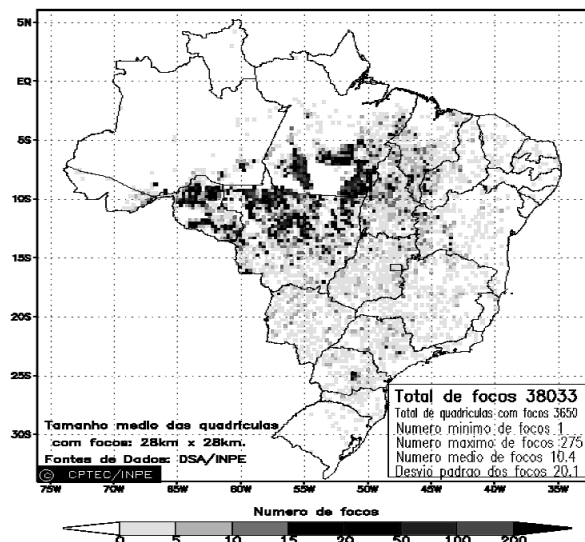 5N
EQ
5S
10S
15S
20S
25S
30S
Total de focos 38033
Total de quadriculas com focos 3650
Numero minimo de focos 1
Numero maximo de focos 275
Numero medio de focos 10.4
Desvio padrao dos focos 20.1
Tamanho medio das quadrículas
com focos: 28km x 28km.
Fontes de Dados: DSA/INPE
© CPTEC/INPE
75W 70W 65W 60W 55W 50W 45W 40W 35W
Numero de focos
0 5 10 15 20 50 100 200